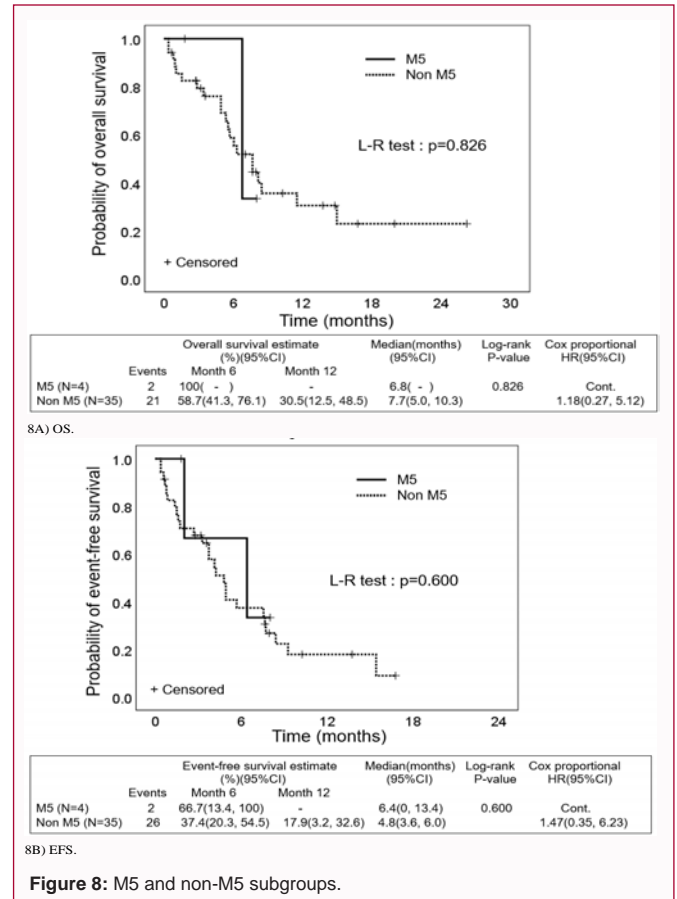 1.0
0.8
0.6
0.4
0.2
0.0
Probability of overall survival
M5
Non M5
L-R test : p=0.826
+ Censored
0 6 12 18 24 30
Time (months)
Overall survival estimate Median(months) Log-rank Cox proportional
(%)(95%CI) (95%CI) P-value HR(95%CI)
Events Month 6 Month 12
M5 (N=4) 2 100( - ) - 6.8( - ) 0.826 Cont.
Non M5 (N=35) 21 58.7(41.3, 76.1) 30.5(12.5, 48.5) 7.7(5.0, 10.3) 1.18(0.27, 5.12)
8A) OS.
1.0
0.8
0.6
0.4
0.2
0.0
Probability of event-free survival
M5
Non M5
L-R test : p=0.600
+ Censored
0 6 12 18 24
Time (months)
Event-free survival estimate Median(months) Log-rank Cox proportional
(%)(95%CI) (95%CI) P-value HR(95%CI)
Events Month 6 Month 12
M5 (N=4) 2 66.7(13.4, 100) - 6.4(0, 13.4) 0.600 Cont.
Non M5 (N=35) 26 37.4(20.3, 54.5) 17.9(3.2, 32.6) 4.8(3.6, 6.0) 1.47(0.35, 6.23)
8B) EFS.
Figure 8: M5 and non-M5 subgroups.